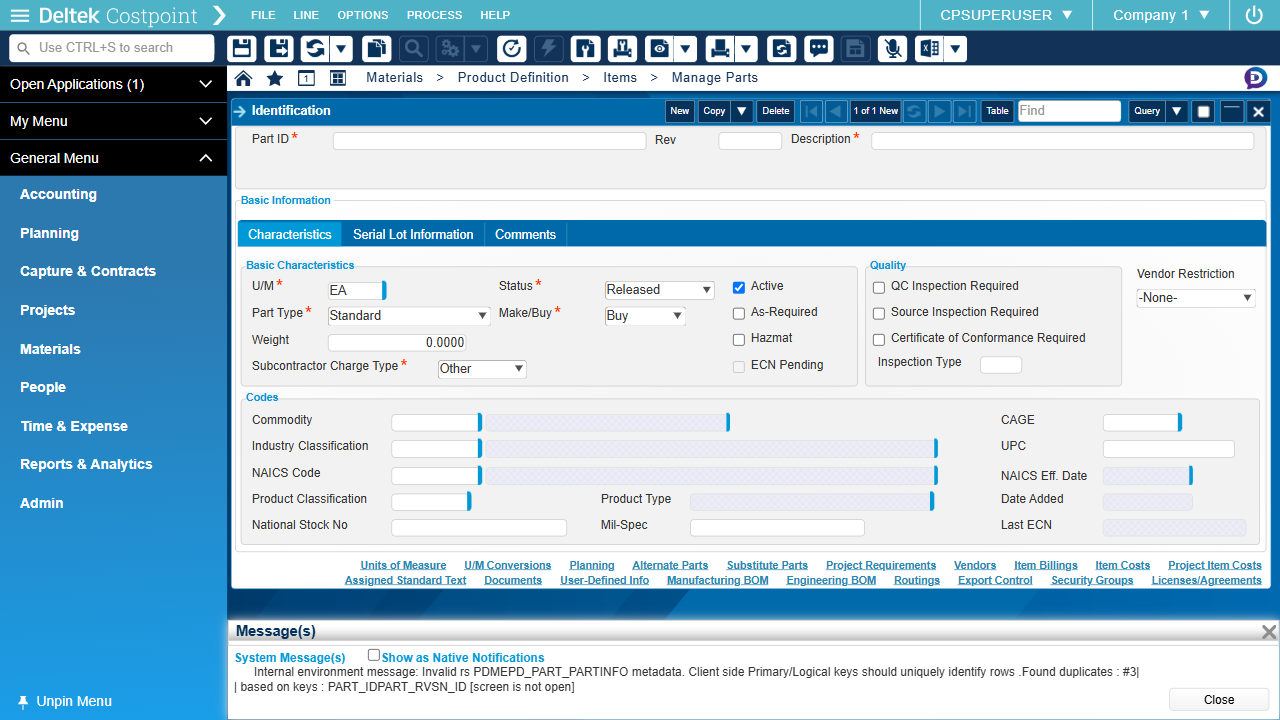 Deltek Costpoint FILE LINE OPTIONS PROCESS HELP CPSUPERUSER Company 1
Use CTRL+S to search
Open Applications (1)
My Menu
General Menu
Accounting
Planning
Capture & Contracts
Projects
Materials
People
Time & Expense
Reports & Analytics
Admin
Unpin Menu
1 Materials > Product Definition > Items > Manage Parts D
Identification New Copy Delete 1 of 1 New Table Find Query
Part ID * Rev Description *
Basic Information
Characteristics Serial Lot Information Comments
Basic Characteristics
U/M * EA Status * Released Active
Part Type * Standard Make/Buy * Buy As-Required
Weight 0.0000 Hazmat
Subcontractor Charge Type * Other ECN Pending
Quality
QC Inspection Required
Source Inspection Required
Certificate of Conformance Required
Inspection Type
Vendor Restriction
-None-
Codes
Commodity CAGE
Industry Classification UPC
NAICS Code NAICS Eff. Date
Product Classification Product Type Date Added
National Stock No Mil-Spec Last ECN
Units of Measure U/M Conversions Planning Alternate Parts Substitute Parts Project Requirements Vendors Item Billings Item Costs Project Item Costs
Assigned Standard Text Documents User-Defined Info Manufacturing BOM Engineering BOM Routings Export Control Security Groups Licenses/Agreements
Message(s)
System Message(s) Show as Native Notifications
Internal environment message: Invalid rs PDMEPD_PART_PARTINFO metadata. Client side Primary/Logical keys should uniquely identify rows .Found duplicates : #3|
| based on keys : PART_IDPART_RVSN_ID [screen is not open]
Close